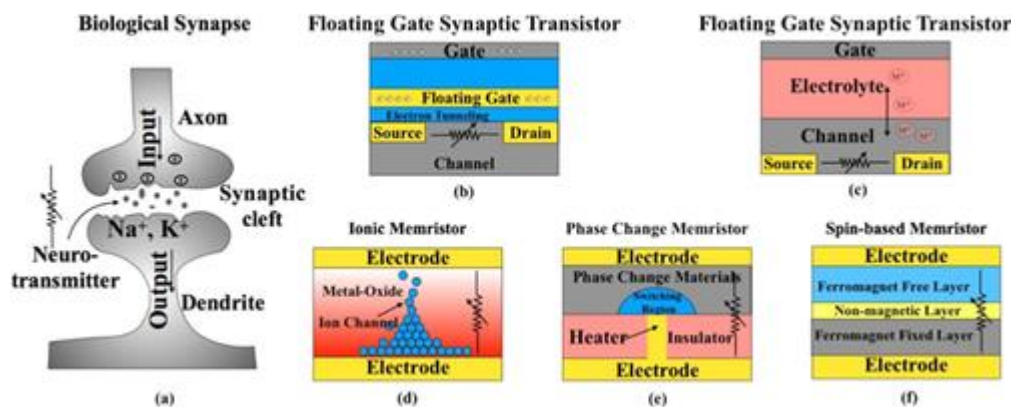 Biological Synapse
Input
Axon
Synaptic
cleft
Na⁺, K⁺
Neuro-
transmitter
Output
Dendrite
(a)
Floating Gate Synaptic Transistor
Gate
Floating Gate
Electron Tunneling
Source
Drain
Channel
(b)
Floating Gate Synaptic Transistor
Gate
Electrolyte
M⁺
M⁺
M⁺
M⁺
Channel
Source
Drain
(c)
Ionic Memristor
Electrode
Metal-Oxide
Ion Channel
Electrode
(d)
Phase Change Memristor
Electrode
Phase Change Materials
Switching
Region
Heater
Insulator
Electrode
(e)
Spin-based Memristor
Electrode
Ferromagnet Free Layer
Non-magnetic Layer
Ferromagnet Fixed Layer
Electrode
(f)